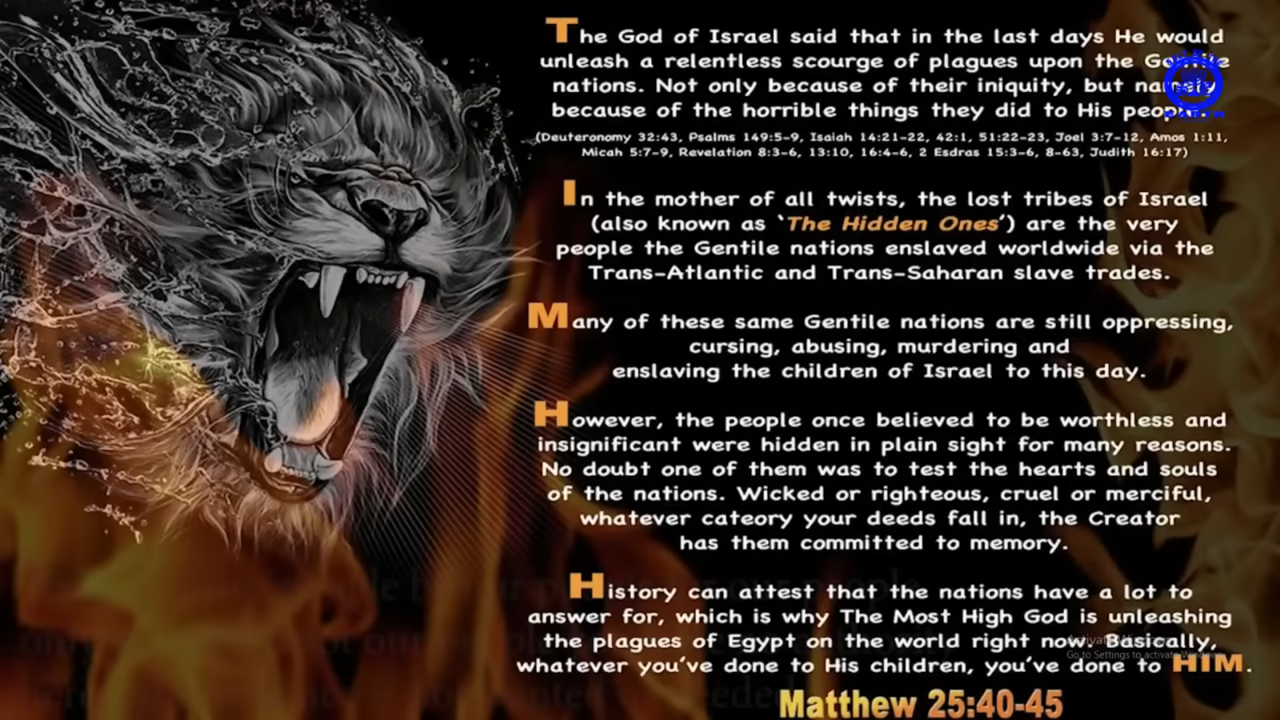 The God of Israel said that in the last days He would
unleash a relentless scourge of plagues upon the Gentile
nations. Not only because of their iniquity, but namely
because of the horrible things they did to His people.
(Deuteronomy 32:43, Psalms 149:5-9, Isaiah 14:21-22, 42:1, 51:22-23, Joel 3:7-12, Amos 1:11,
Micah 5:7-9, Revelation 8:3-6, 13:10, 16:4-6, 2 Esdras 15:3-6, 8-63, Judith 16:17)
In the mother of all twists, the lost tribes of Israel
(also known as 'The Hidden Ones') are the very
people the Gentile nations enslaved worldwide via the
Trans-Atlantic and Trans-Saharan slave trades.
Many of these same Gentile nations are still oppressing,
cursing, abusing, murdering and
enslaving the children of Israel to this day.
However, the people once believed to be worthless and
insignificant were hidden in plain sight for many reasons.
No doubt one of them was to test the hearts and souls
of the nations. Wicked or righteous, cruel or merciful,
whatever cateory your deeds fall in, the Creator
has them committed to memory.
History can attest that the nations have a lot to
answer for, which is why The Most High God is unleashing
the plagues of Egypt on the world right now. Basically,
Activate Windows
Go to Settings to activate Windows.
whatever you've done to His children, you've done to HIM.
Matthew 25:40-45